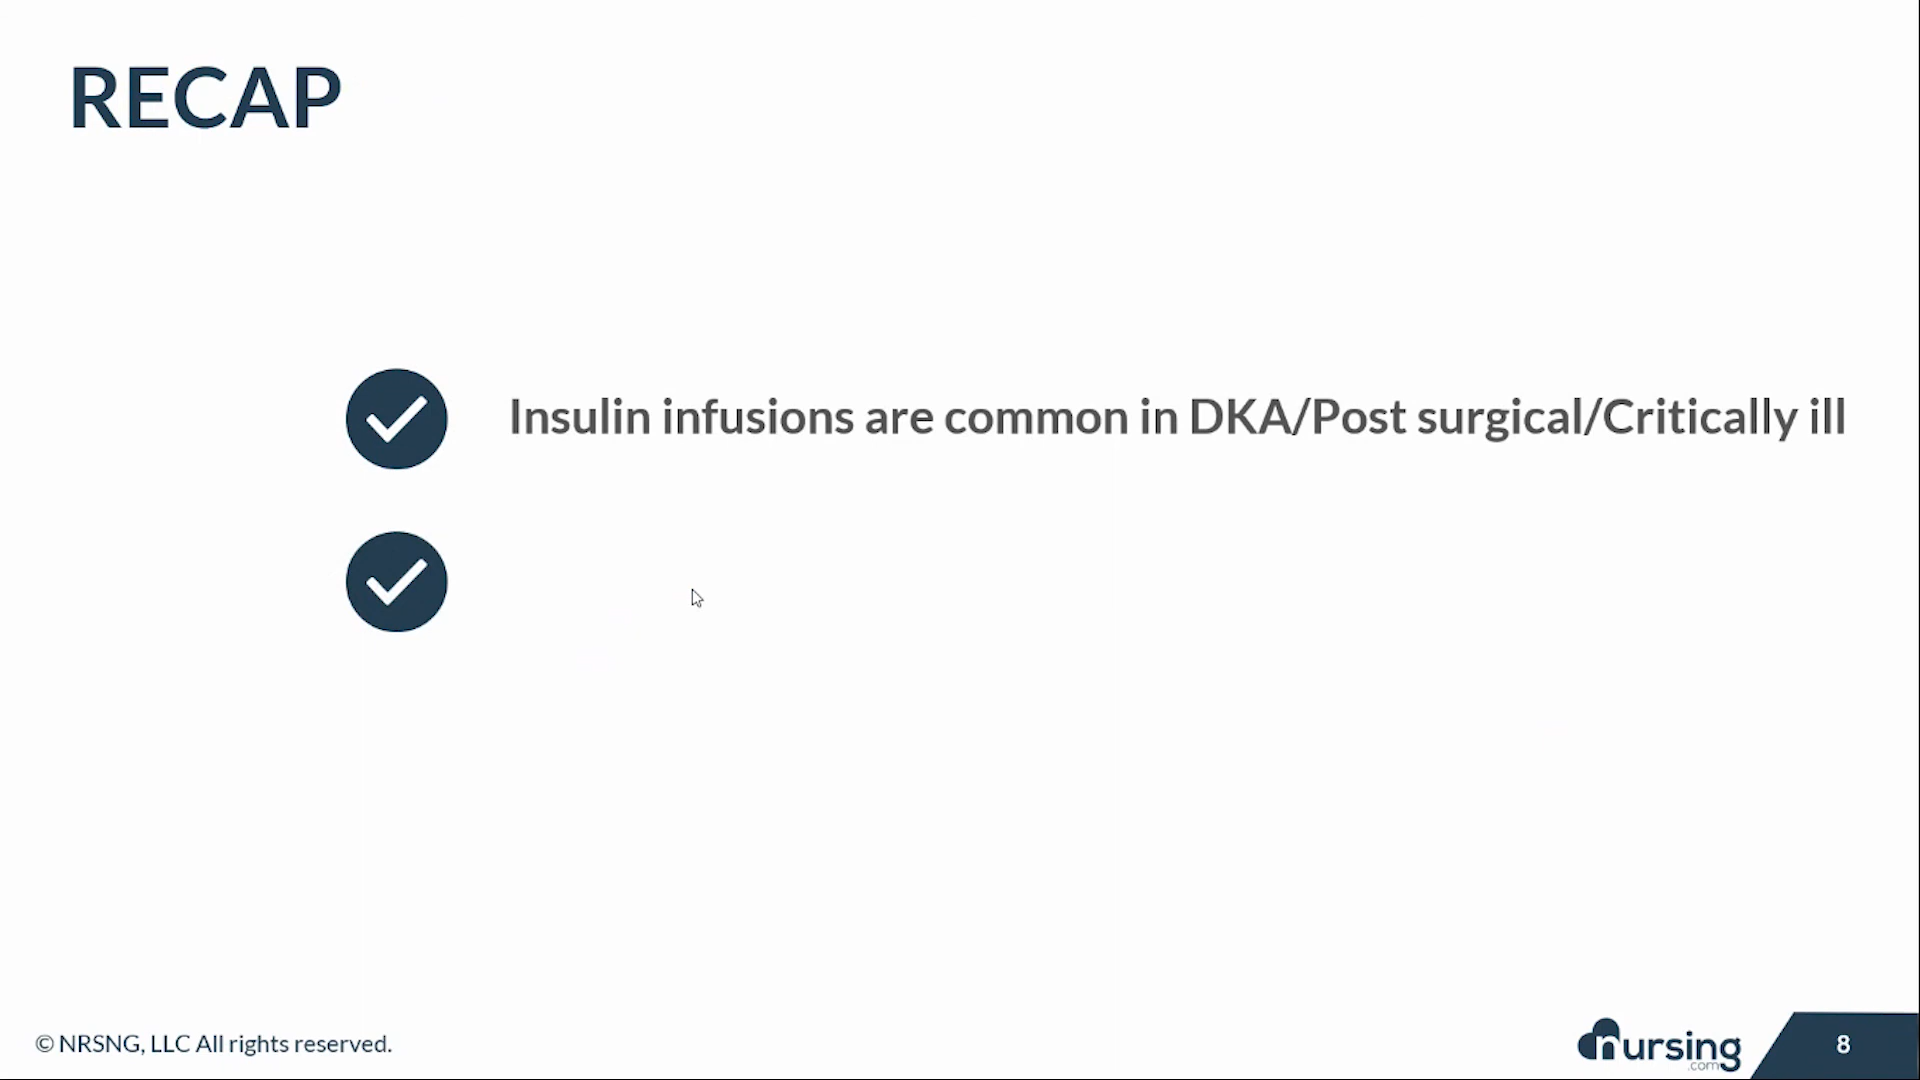 RECAP
Insulin infusions are common in DKA/Post surgical/Critically ill
© NRSNG, LLC All rights reserved.
nursing
.com
8